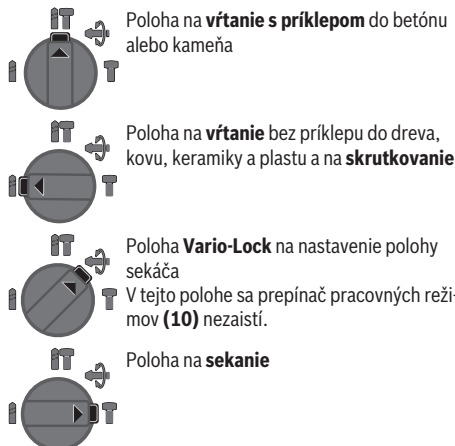 Poloha na vŕtanie s príklepom do betónu
alebo kameňa
Poloha na vŕtanie bez príklepu do dreva,
kovu, keramiky a plastu a na skrutkovanie
Poloha Vario-Lock na nastavenie polohy
sekáča
V tejto polohe sa prepínač pracovných reži-
mov (10) nezaistí.
Poloha na sekanie